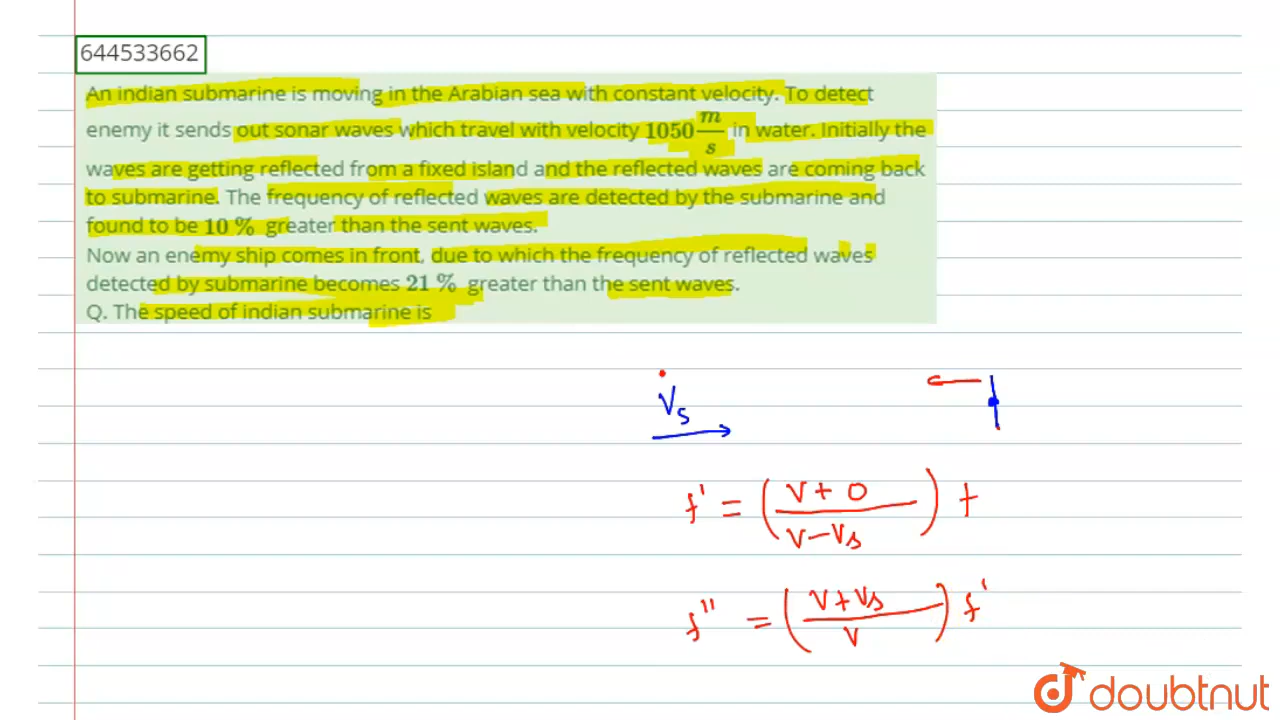 644533662
An indian submarine is moving in the Arabian sea with constant velocity. To detect
enemy it sends out sonar waves which travel with velocity 1050 m/s in water. Initially the
waves are getting reflected from a fixed island and the reflected waves are coming back
to submarine. The frequency of reflected waves are detected by the submarine and
found to be 10 % greater than the sent waves.
Now an enemy ship comes in front, due to which the frequency of reflected waves
detected by submarine becomes 21 % greater than the sent waves.
Q. The speed of indian submarine is
Vs
f' = (V+0 / V-Vs) f
f'' = (V+Vs / V) f'
doubtnut